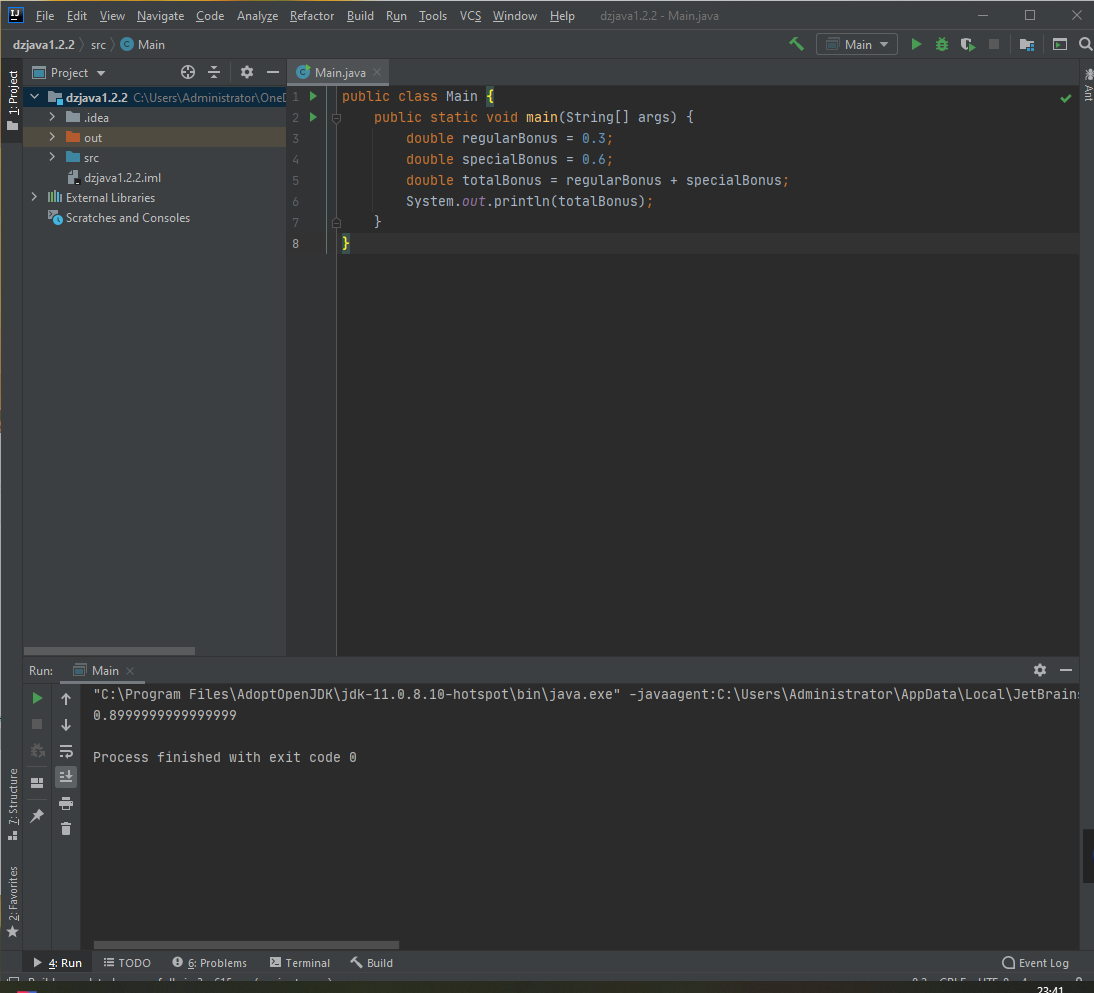 File Edit View Navigate Code Analyze Refactor Build Run Tools VCS Window Help dzjava1.2.2 - Main.java
dzjava1.2.2 src Main
Main
1: Project
Project
dzjava1.2.2 C:\Users\Administrator\OneD
.idea
out
src
dzjava1.2.2.iml
External Libraries
Scratches and Consoles
Main.java
1 public class Main {
2 public static void main(String[] args) {
3 double regularBonus = 0.3;
4 double specialBonus = 0.6;
5 double totalBonus = regularBonus + specialBonus;
6 System.out.println(totalBonus);
7 }
8 }
Ant
Run: Main
"C:\Program Files\AdoptOpenJDK\jdk-11.0.8.10-hotspot\bin\java.exe" -javaagent:C:\Users\Administrator\AppData\Local\JetBrains
0.8999999999999999
Process finished with exit code 0
7: Structure
2: Favorites
4: Run TODO 6: Problems Terminal Build Event Log
23:41